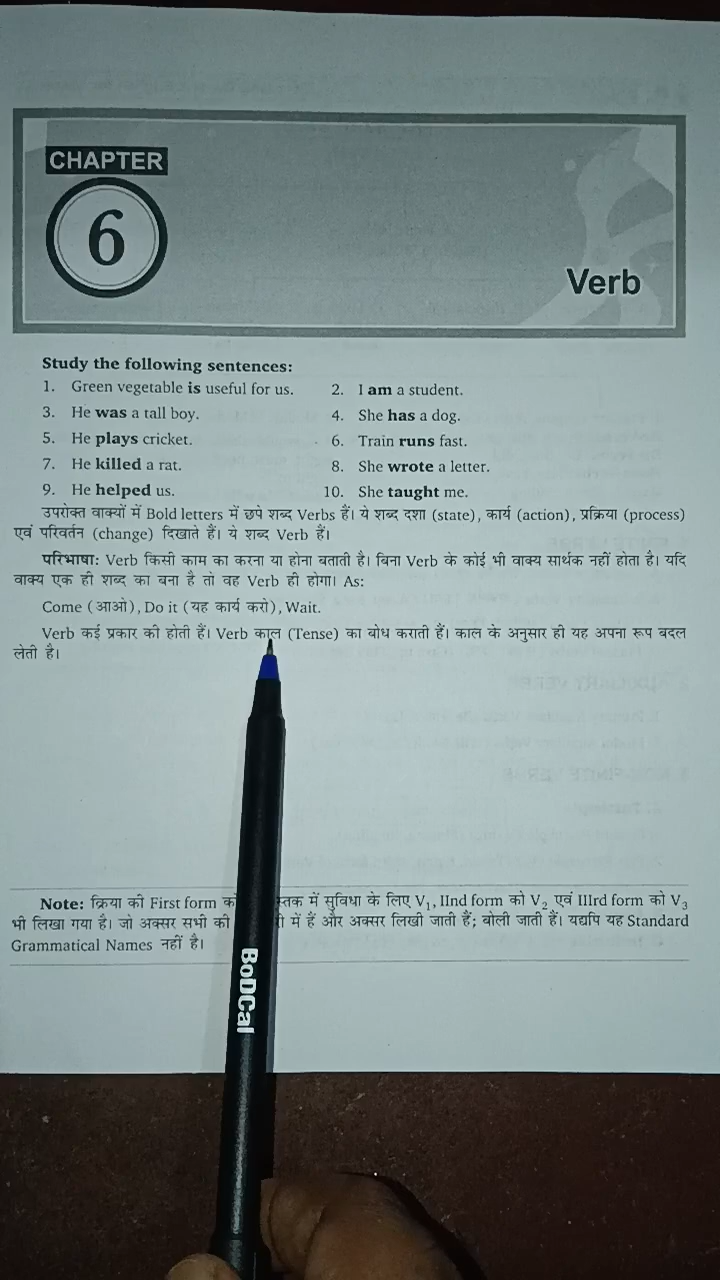 CHAPTER
6
Verb
Study the following sentences:
1. Green vegetable is useful for us. 2. I am a student.
3. He was a tall boy. 4. She has a dog.
5. He plays cricket. 6. Train runs fast.
7. He killed a rat. 8. She wrote a letter.
9. He helped us. 10. She taught me.
उपरोक्त वाक्यों में Bold letters में छपे शब्द Verbs हैं। ये शब्द दशा (state), कार्य (action), प्रक्रिया (process)
एवं परिवर्तन (change) दिखाते हैं। ये शब्द Verb हैं।
परिभाषा: Verb किसी काम का करना या होना बताती है। बिना Verb के कोई भी वाक्य सार्थक नहीं होता है। यदि
वाक्य एक ही शब्द का बना है तो वह Verb ही होगा। As:
Come (आओ), Do it (यह कार्य करो), Wait.
Verb कई प्रकार की होती हैं। Verb काल (Tense) का बोध कराती हैं। काल के अनुसार ही यह अपना रूप बदल
लेती है।
Note: क्रिया की First form में सुविधा के लिए V₁, IInd form को V₂ एवं IIIrd form को V₃
भी लिखा गया है। जो अक्सर सभी की में हैं और अक्सर लिखी जाती हैं; बोली जाती हैं। यद्यपि यह Standard
Grammatical Names नहीं है।
BoDCal